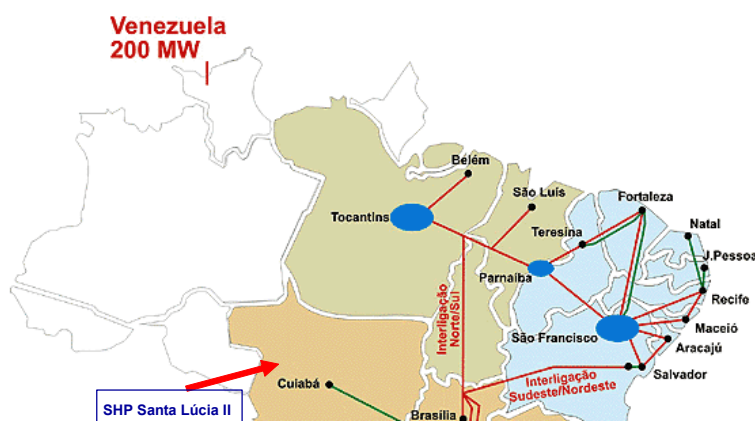 Venezuela
200 MW
Belém
São Luís
Fortaleza
Tocantins
Teresina
Natal
J.Pessoa
Parnaíba
Recife
Interligação
Norte/Sul
São Francisco
Maceió
Aracajú
Salvador
Cuiabá
Interligação
Sudeste/Nordeste
SHP Santa Lúcia II
Brasília